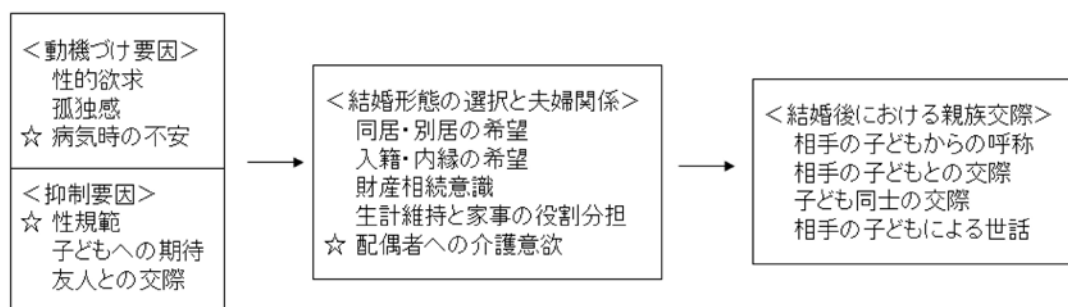 ＜動機づけ要因＞
性的欲求
孤独感
☆ 病気時の不安
＜抑制要因＞
☆ 性規範
子どもへの期待
友人との交際
＜結婚形態の選択と夫婦関係＞
同居・別居の希望
入籍・内縁の希望
財産相続意識
生計維持と家事の役割分担
☆ 配偶者への介護意欲
＜結婚後における親族交際＞
相手の子どもからの呼称
相手の子どもとの交際
子ども同士の交際
相手の子どもによる世話